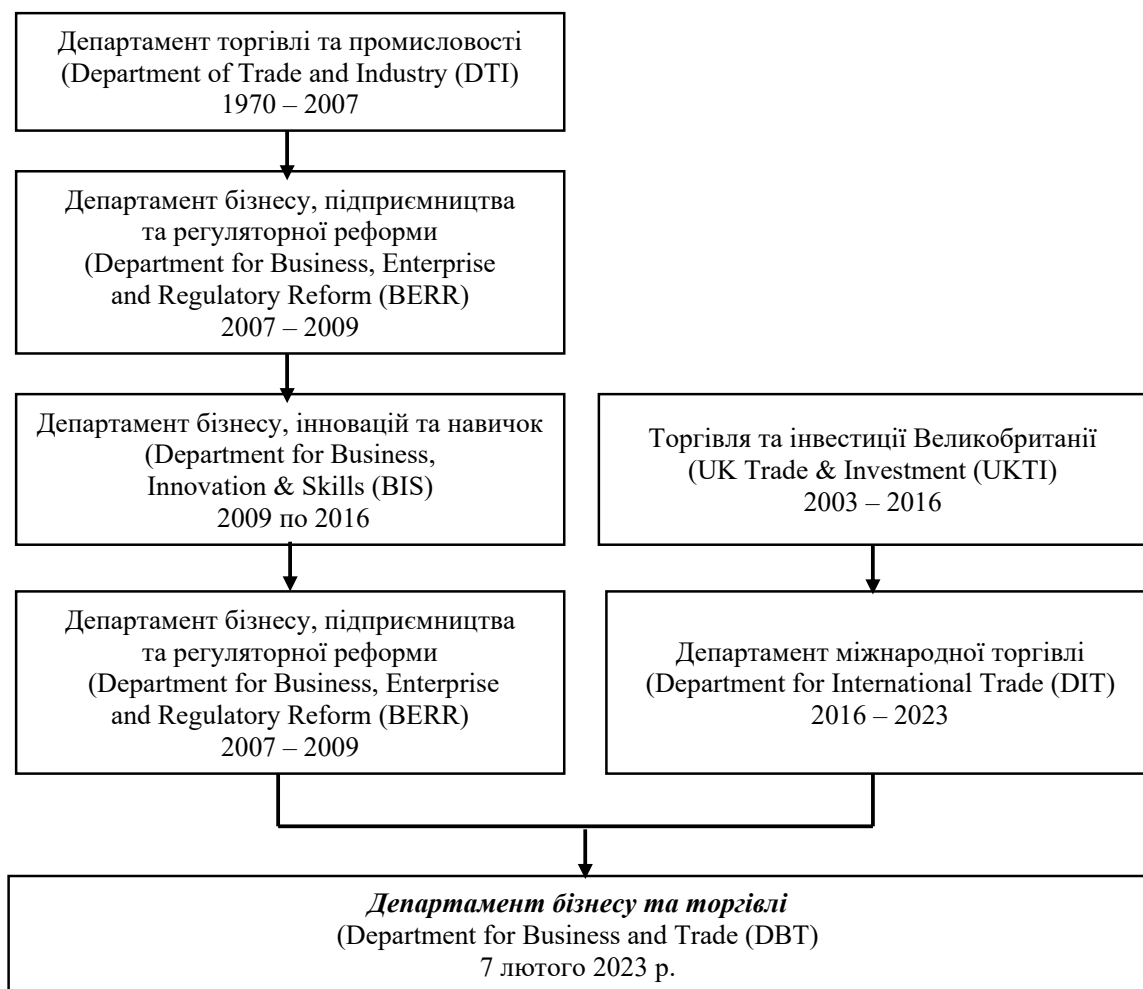 Департамент торгівлі та промисловості
(Department of Trade and Industry (DTI)
1970 – 2007
Департамент бізнесу, підприємництва
та регуляторної реформи
(Department for Business, Enterprise
and Regulatory Reform (BERR)
2007 – 2009
Департамент бізнесу, інновацій та навичок
(Department for Business,
Innovation & Skills (BIS)
2009 по 2016
Торгівля та інвестиції Великобританії
(UK Trade & Investment (UKTI)
2003 – 2016
Департамент бізнесу, підприємництва
та регуляторної реформи
(Department for Business, Enterprise
and Regulatory Reform (BERR)
2007 – 2009
Департамент міжнародної торгівлі
(Department for International Trade (DIT)
2016 – 2023
Департамент бізнесу та торгівлі
(Department for Business and Trade (DBT)
7 лютого 2023 р.